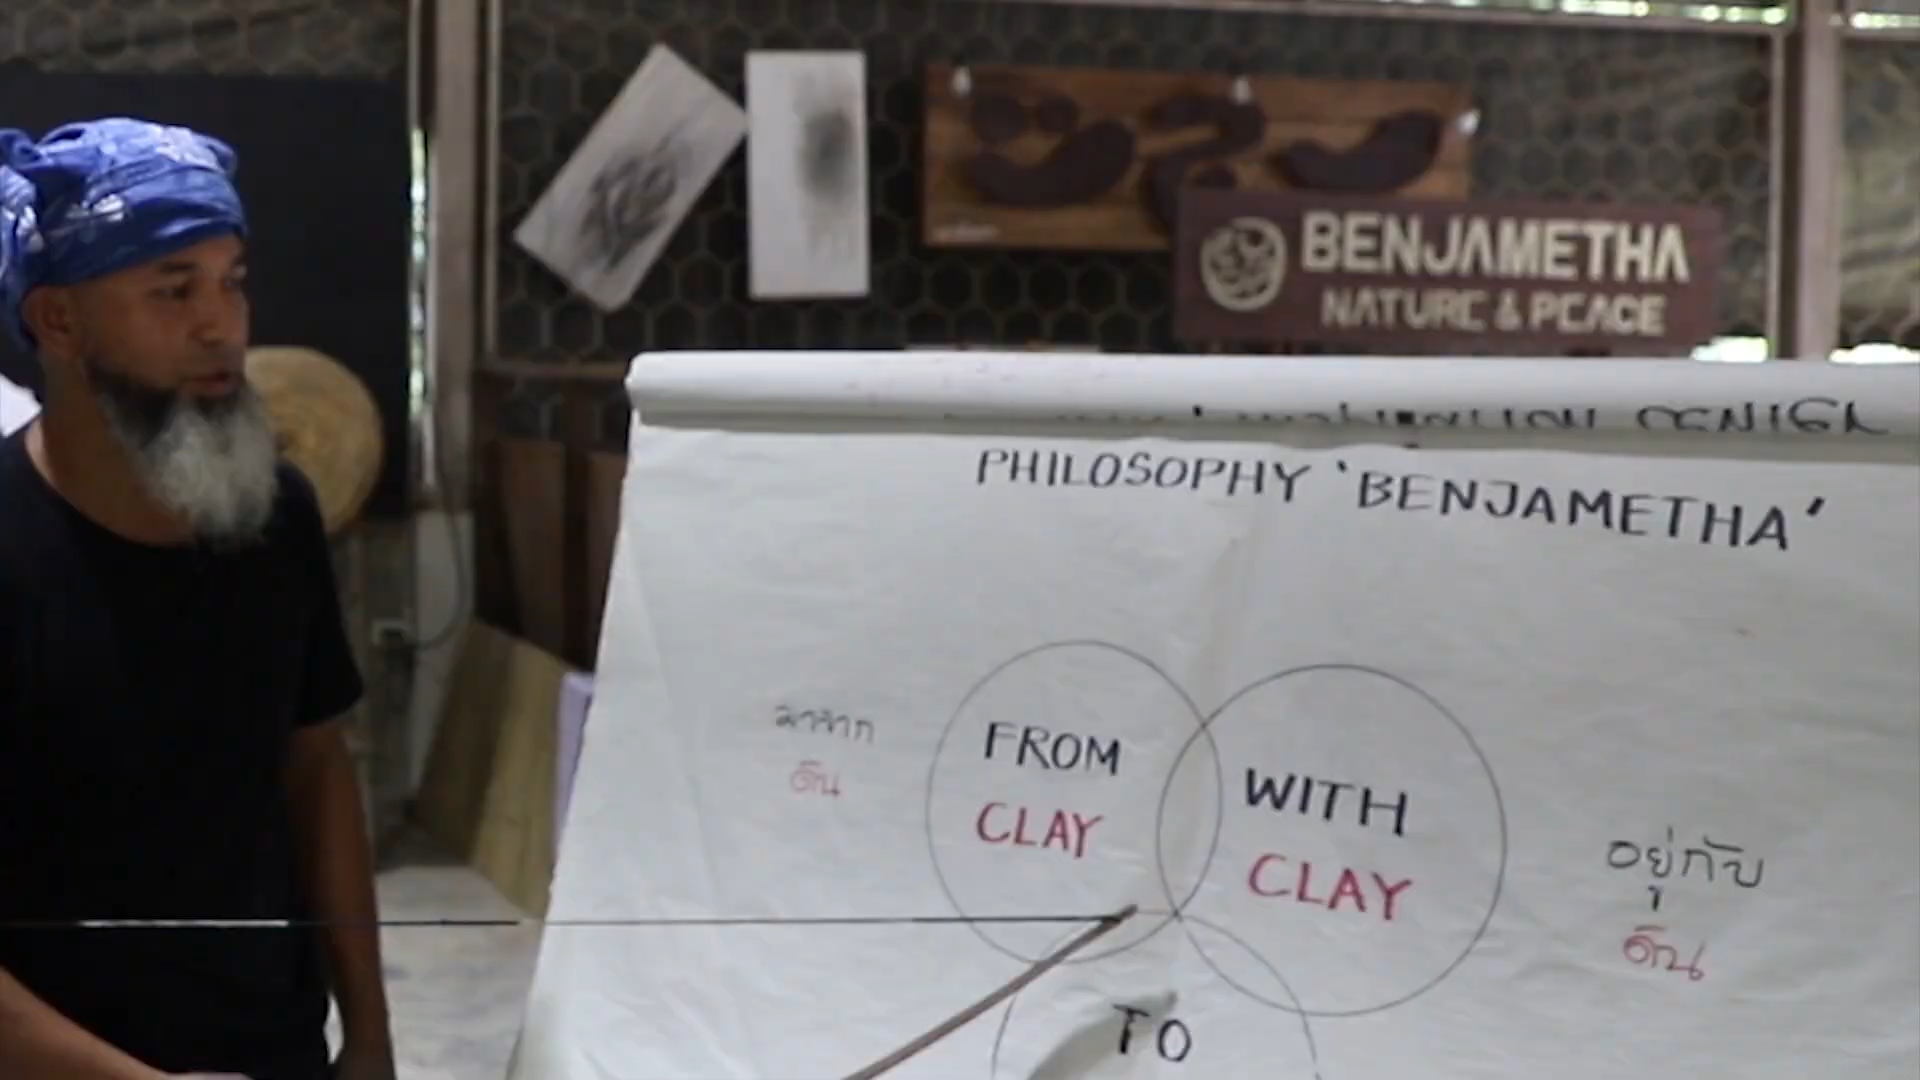 BENJAMETHA
NATURE & PEACE
PHILOSOPHY 'BENJAMETHA'
มาจาก
ดิน
FROM
CLAY
WITH
CLAY
อยู่กับ
ดิน
TO